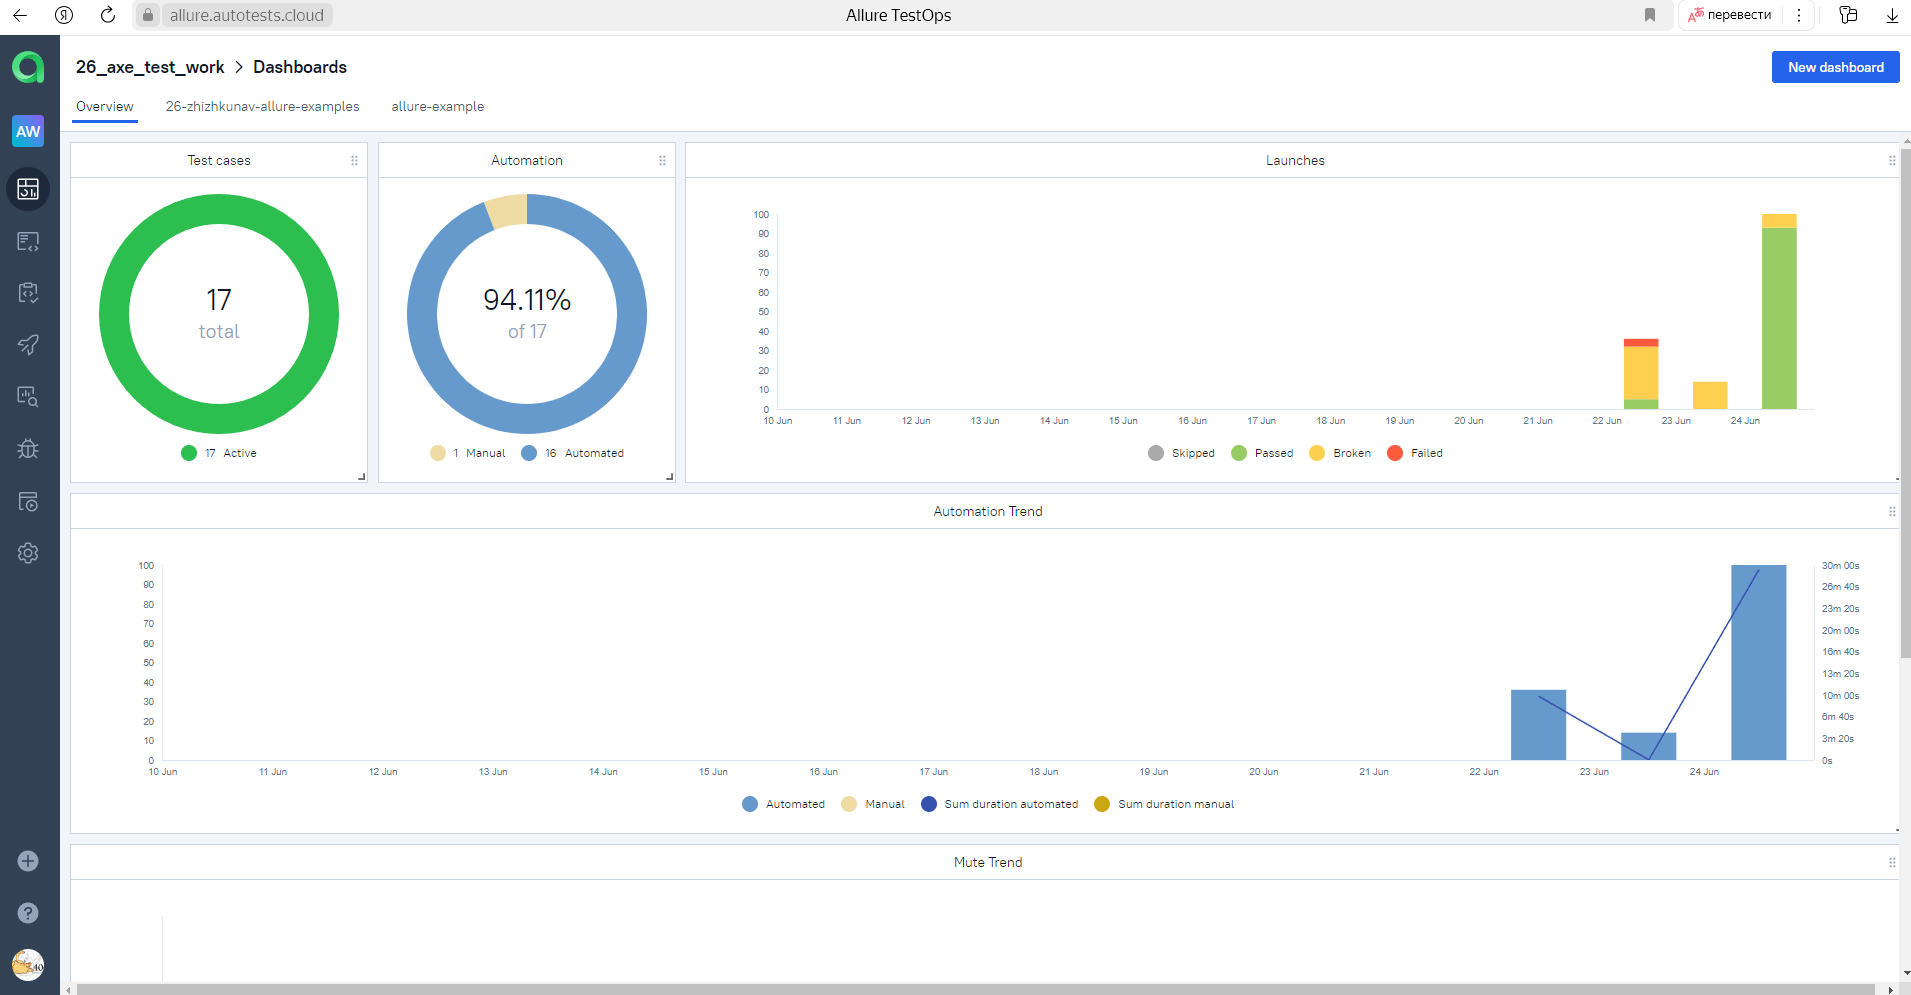 allure.autotests.cloud
Allure TestOps
перевести
26_axe_test_work > Dashboards
New dashboard
Overview
26-zhizhkunav-allure-examples
allure-example
AW
Test cases
17
total
17 Active
Automation
94.11%
of 17
1 Manual
16 Automated
Launches
100
90
80
70
60
50
40
30
20
10
0
10 Jun
11 Jun
12 Jun
13 Jun
14 Jun
15 Jun
16 Jun
17 Jun
18 Jun
19 Jun
20 Jun
21 Jun
22 Jun
23 Jun
24 Jun
Skipped
Passed
Broken
Failed
Automation Trend
100
90
80
70
60
50
40
30
20
10
0
30m 00s
26m 40s
23m 20s
20m 00s
16m 40s
13m 20s
10m 00s
6m 40s
3m 20s
0s
10 Jun
11 Jun
12 Jun
13 Jun
14 Jun
15 Jun
16 Jun
17 Jun
18 Jun
19 Jun
20 Jun
21 Jun
22 Jun
23 Jun
24 Jun
Automated
Manual
Sum duration automated
Sum duration manual
Mute Trend